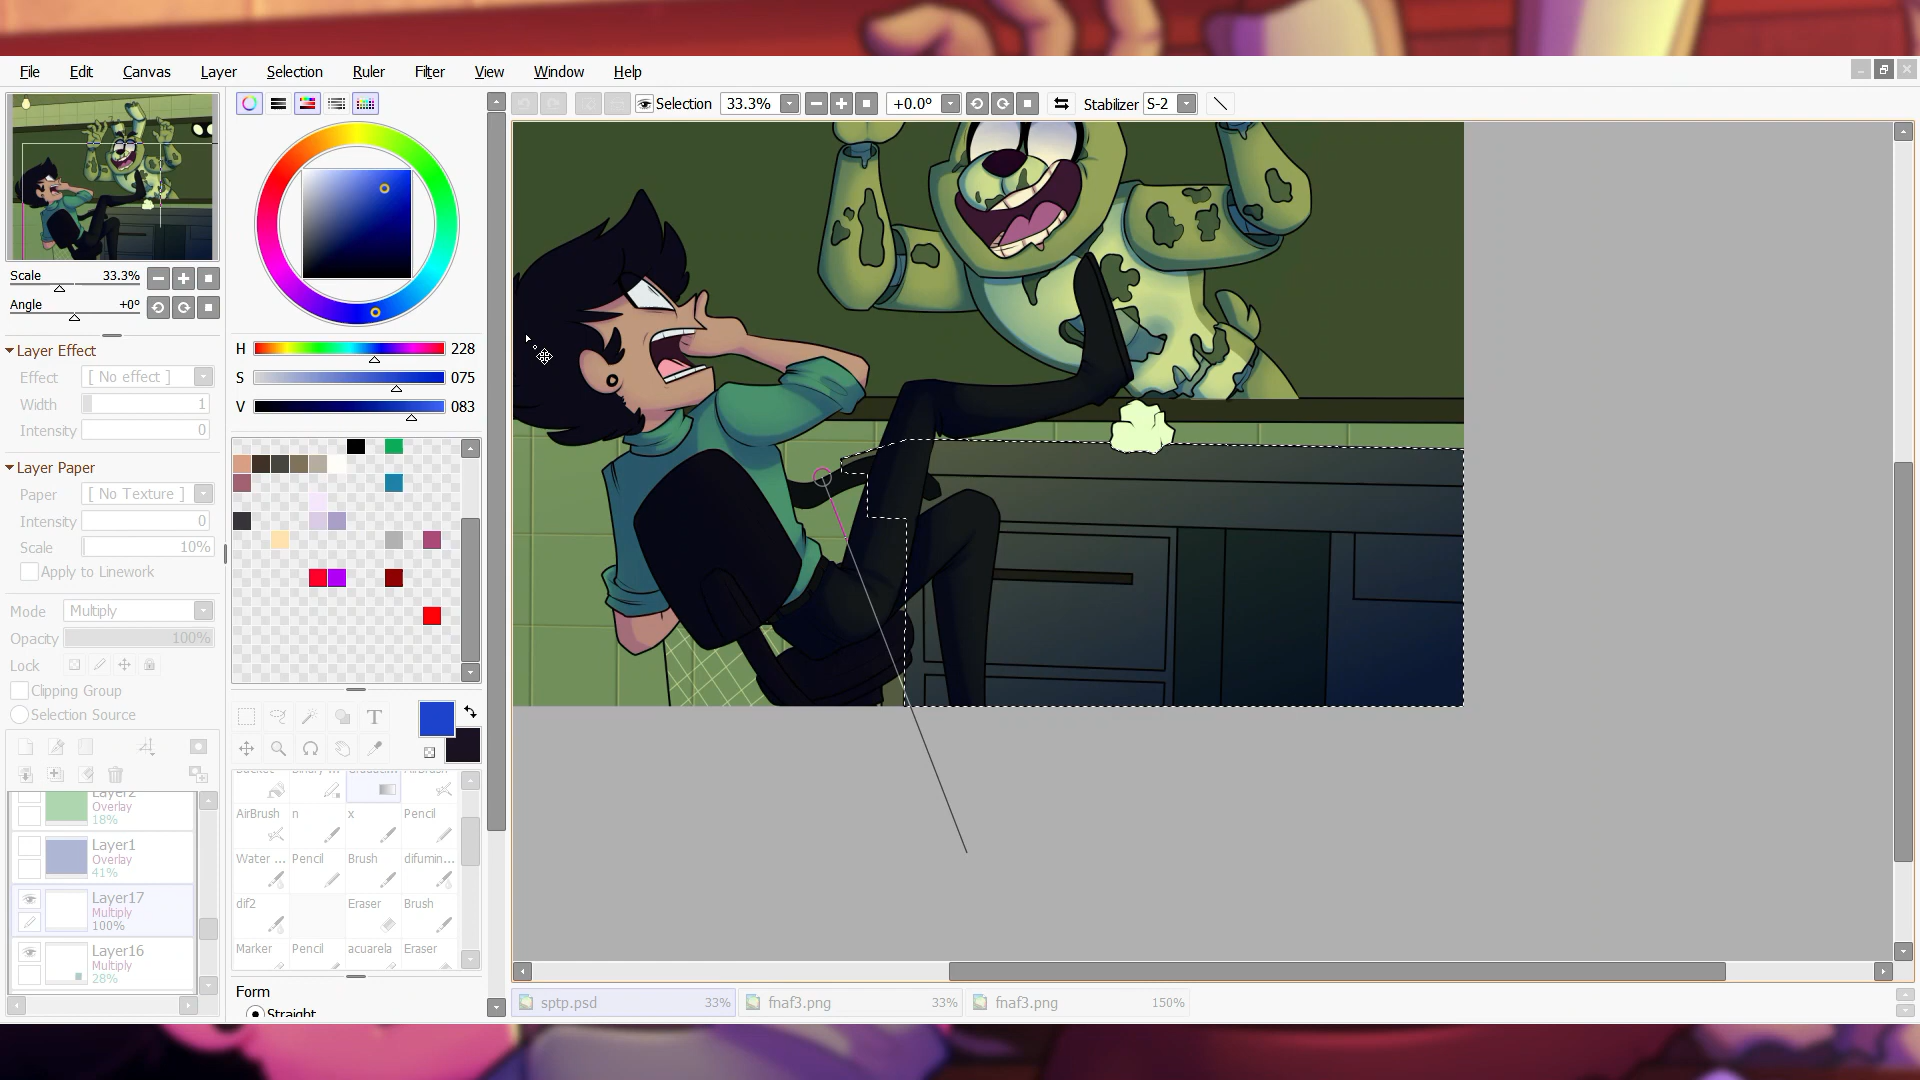 File Edit Canvas Layer Selection Ruler Filter View Window Help
Selection 33.3% +0.0° Stabilizer S-2
Scale 33.3%
Angle +0°
Layer Effect
Effect [ No effect ]
Width 1
Intensity 0
Layer Paper
Paper [ No Texture ]
Intensity 0
Scale 10%
Apply to Linework
Mode Multiply
Opacity 100%
Lock
Clipping Group
Selection Source
Layer2
Overlay
18%
Layer1
Overlay
41%
Layer17
Multiply
100%
Layer16
Multiply
28%
H 228
S 075
V 083
T
AirBrush
AirBrush n x Pencil
Water ... Pencil Brush difumin...
dif2 Eraser Brush
Marker Pencil acuarela Eraser
Form
Straight
sptp.psd 33% fnaf3.png 33% fnaf3.png 150%